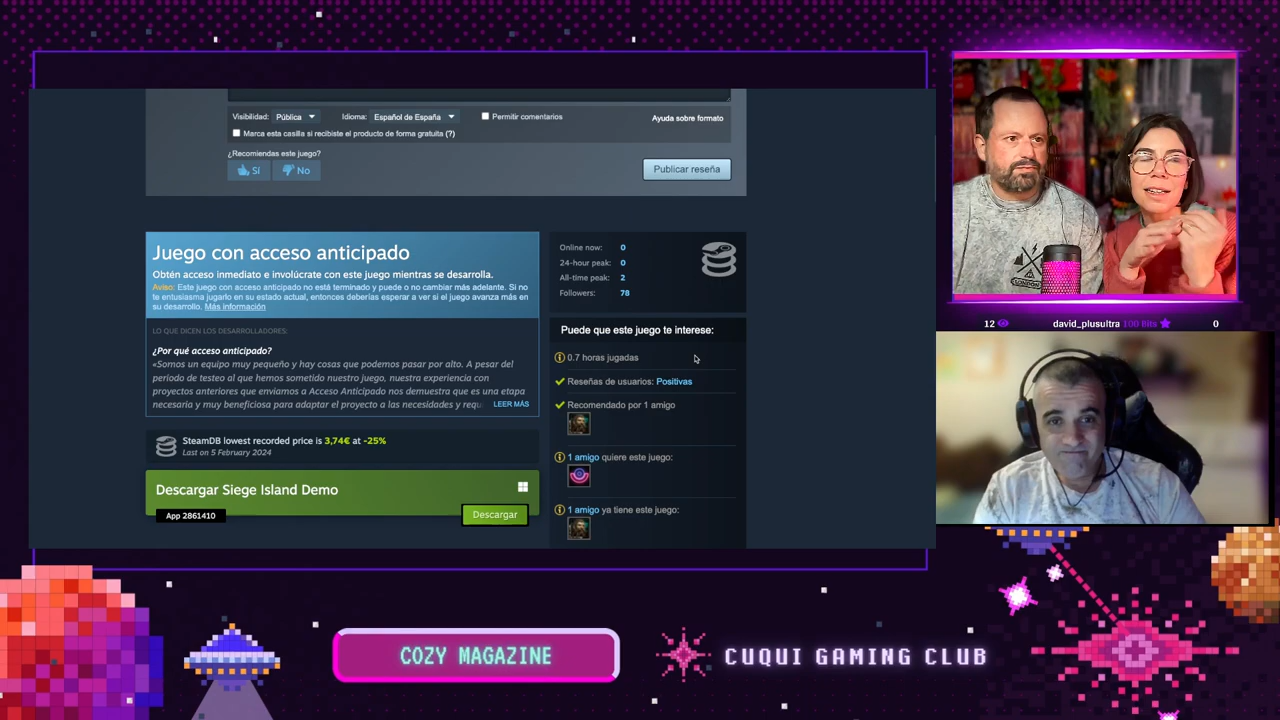 Visibilidad: Pública Idioma: Español de España Permitir comentarios Ayuda sobre formato
Marca esta casilla si recibiste el producto de forma gratuita (?)
¿Recomiendas este juego?
Sí No Publicar reseña
Juego con acceso anticipado
Obtén acceso inmediato e involúcrate con este juego mientras se desarrolla.
Aviso: Este juego con acceso anticipado no está terminado y puede o no cambiar más adelante. Si no
te entusiasma jugarlo en su estado actual, entonces deberías esperar a ver si el juego avanza más en
su desarrollo. Más información
LO QUE DICEN LOS DESARROLLADORES:
¿Por qué acceso anticipado?
«Somos un equipo muy pequeño y hay cosas que podemos pasar por alto. A pesar del
periodo de testeo al que hemos sometido nuestro juego, nuestra experiencia con
proyectos anteriores que enviamos a Acceso Anticipado nos demuestra que es una etapa
necesaria y muy beneficiosa para adaptar el proyecto a las necesidades y requ LEER MÁS
SteamDB lowest recorded price is 3,74€ at -25%
Last on 5 February 2024
Descargar Siege Island Demo
App 2861410
Descargar
Online now: 0
24-hour peak: 0
All-time peak: 2
Followers: 78
Puede que este juego te interese:
0.7 horas jugadas
Reseñas de usuarios: Positivas
Recomendado por 1 amigo
1 amigo quiere este juego:
1 amigo ya tiene este juego:
12 david_plusultra 100 Bits 0
COZY MAGAZINE
CUQUI GAMING CLUB